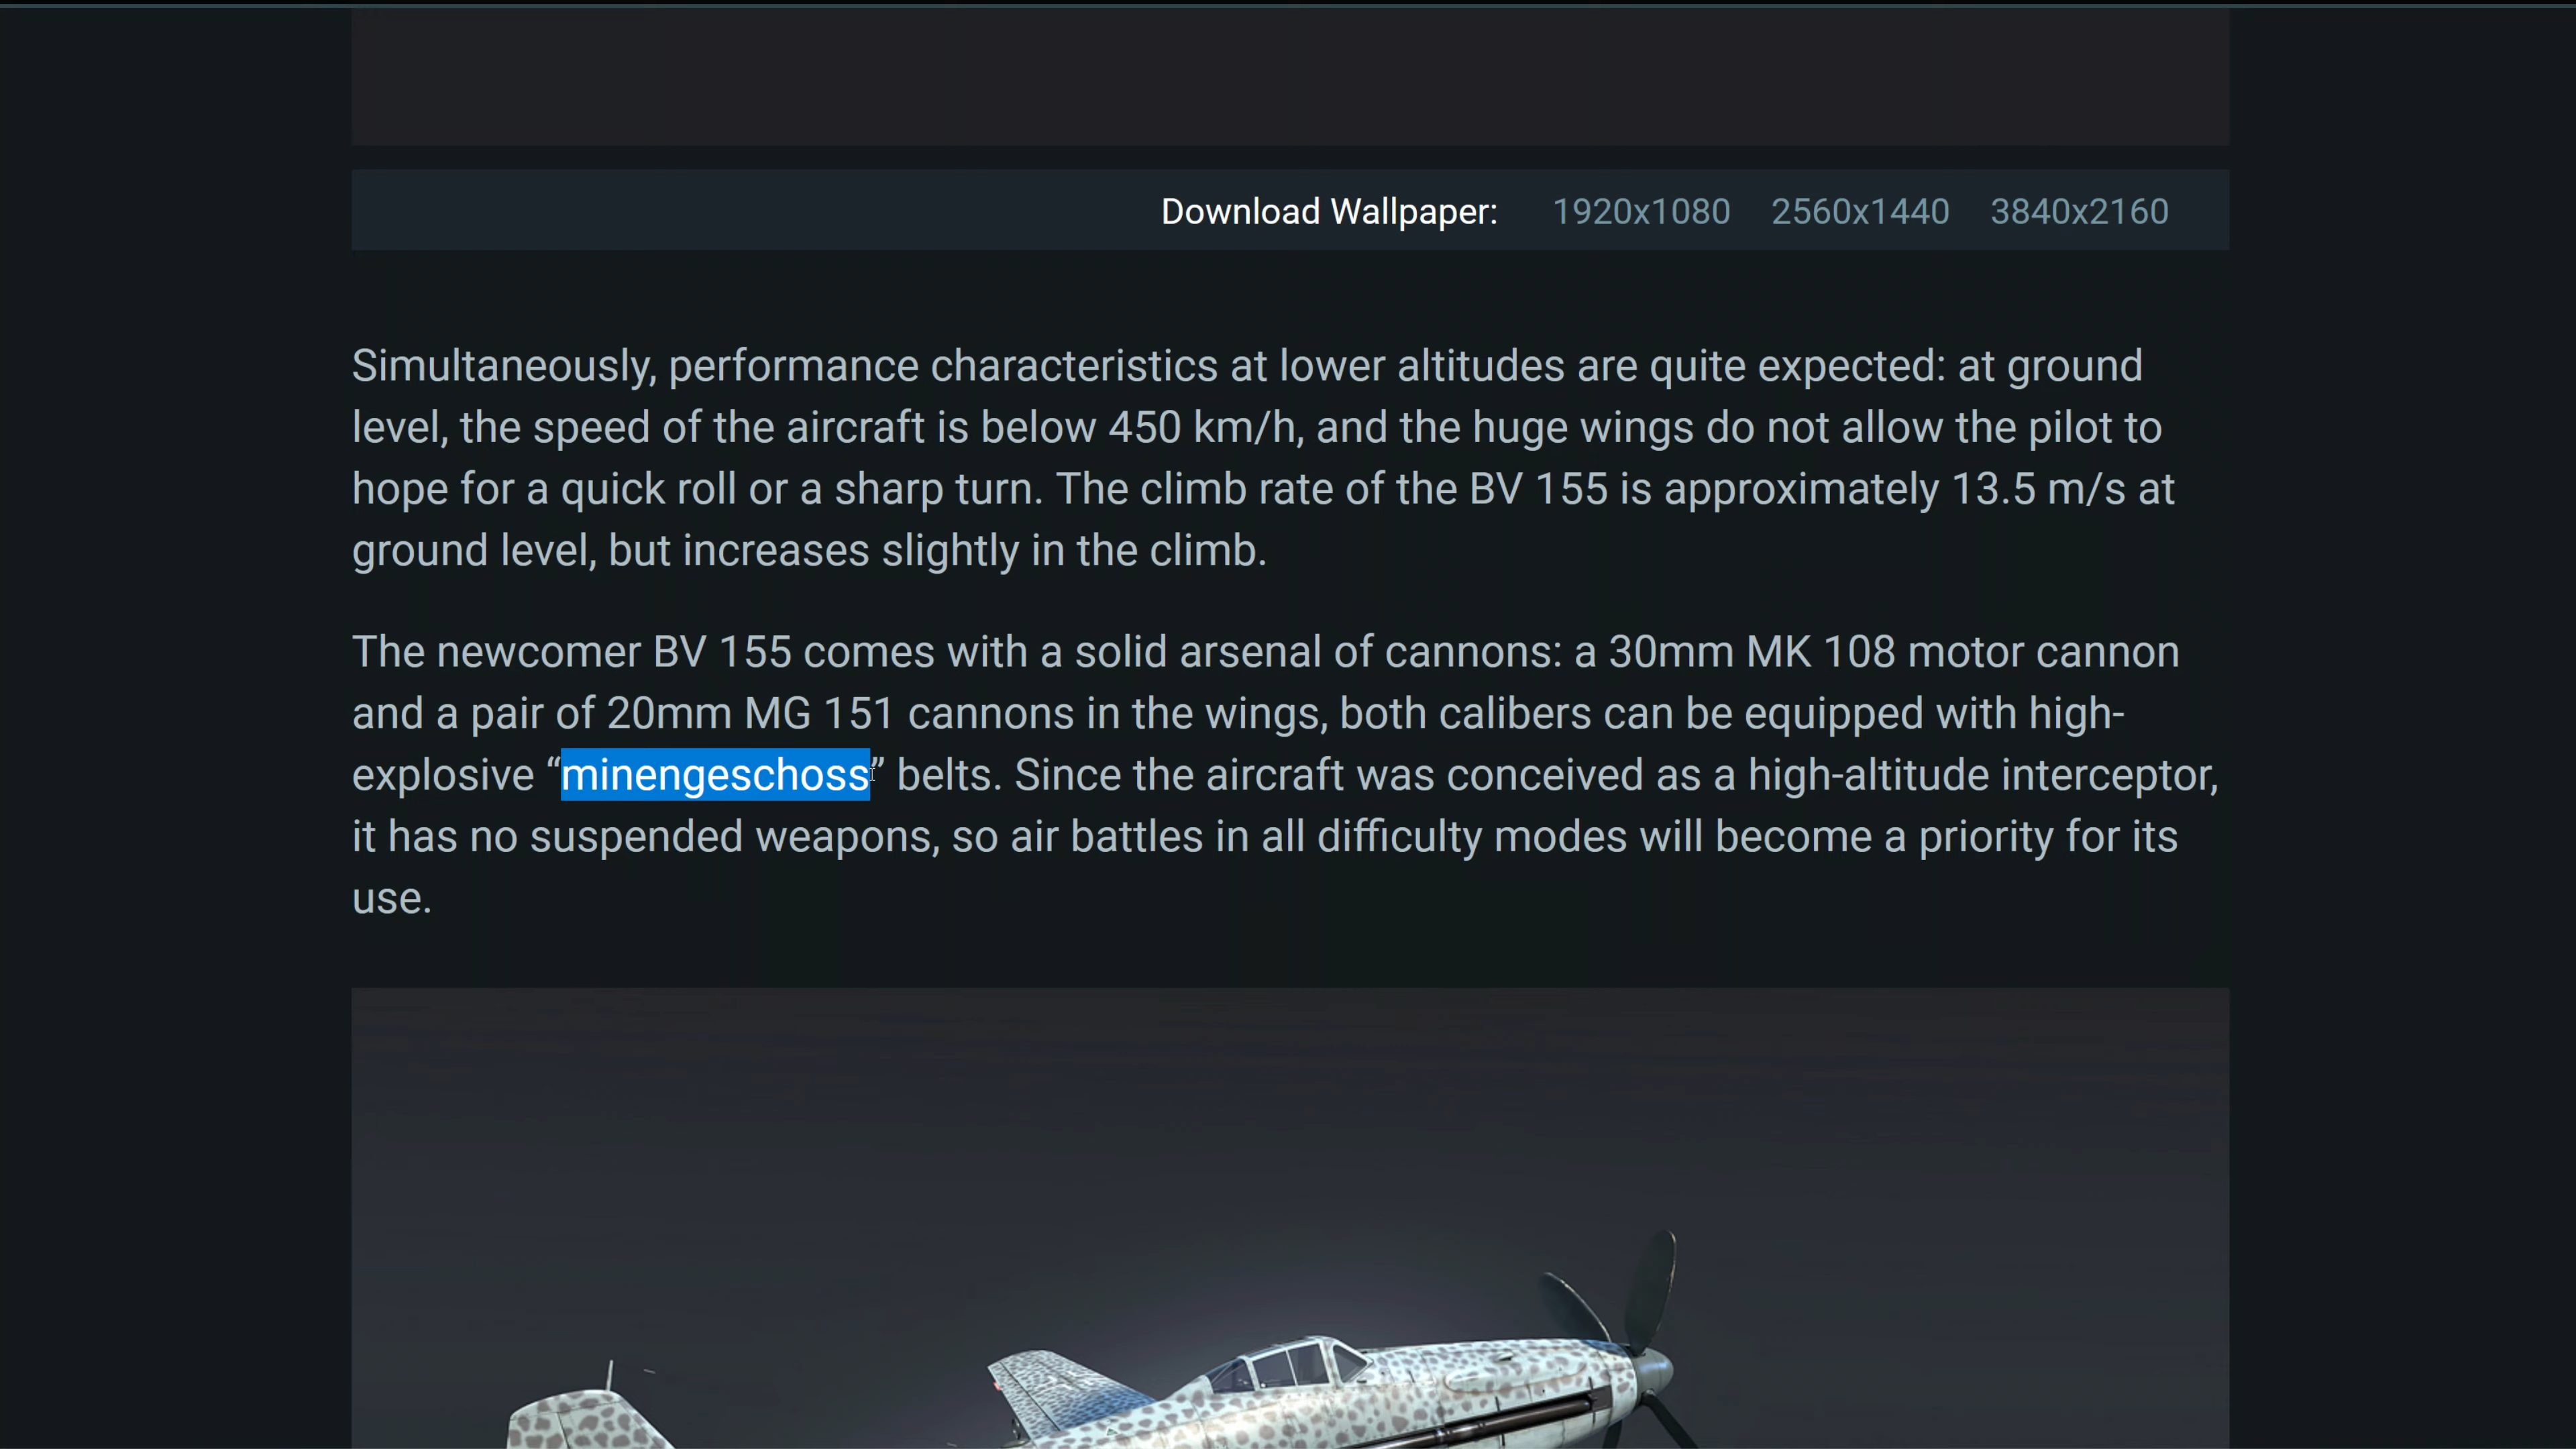 Download Wallpaper: 1920x1080 2560x1440 3840x2160
Simultaneously, performance characteristics at lower altitudes are quite expected: at ground
level, the speed of the aircraft is below 450 km/h, and the huge wings do not allow the pilot to
hope for a quick roll or a sharp turn. The climb rate of the BV 155 is approximately 13.5 m/s at
ground level, but increases slightly in the climb.
The newcomer BV 155 comes with a solid arsenal of cannons: a 30mm MK 108 motor cannon
and a pair of 20mm MG 151 cannons in the wings, both calibers can be equipped with high-
explosive “minengeschoss” belts. Since the aircraft was conceived as a high-altitude interceptor,
it has no suspended weapons, so air battles in all difficulty modes will become a priority for its
use.